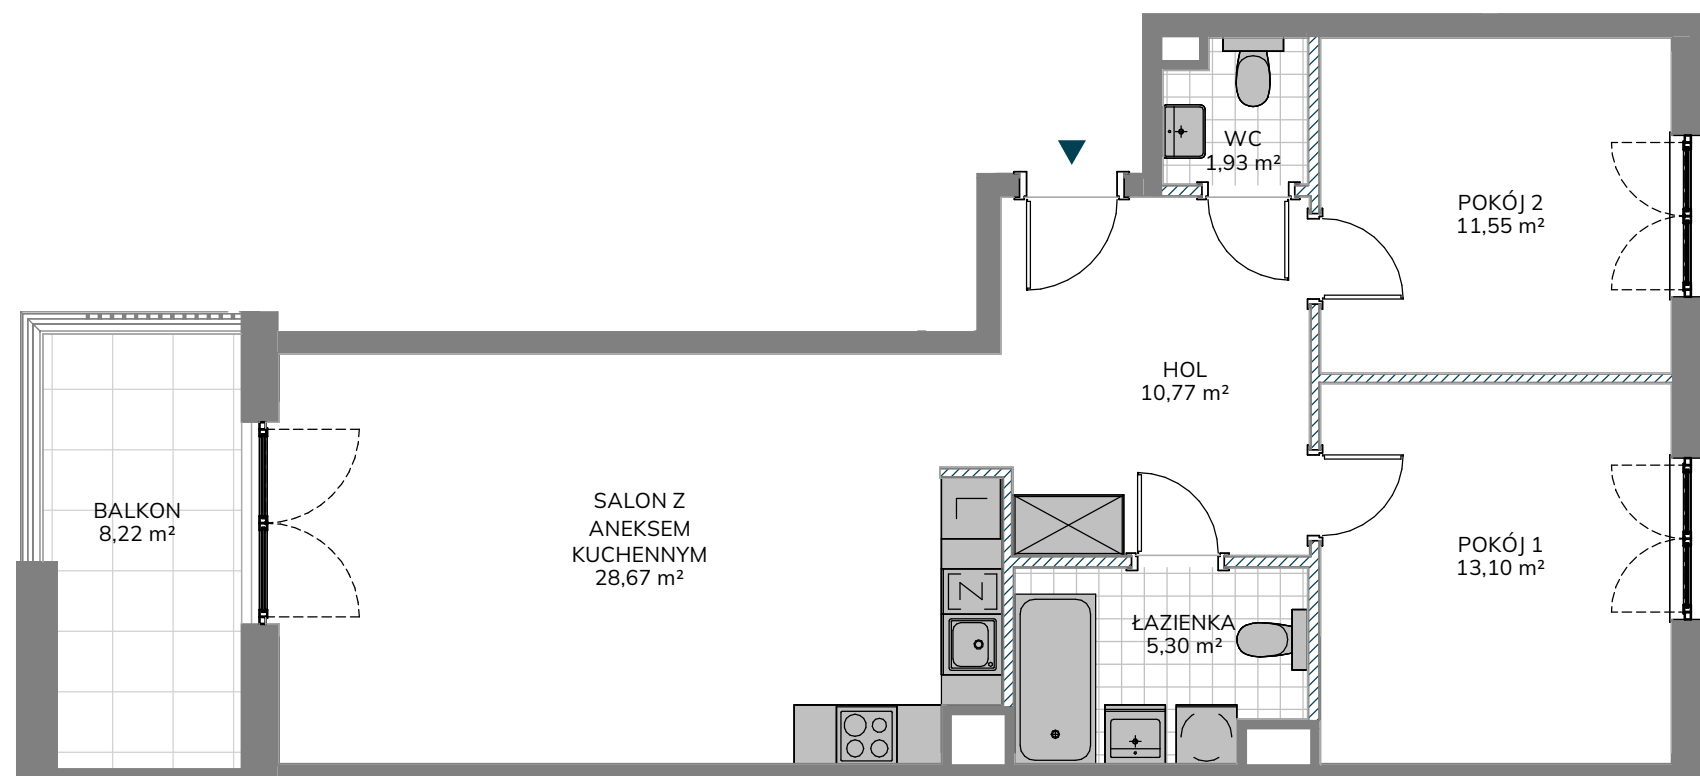 WC
1,93 m²
POKÓJ 2
11,55 m²
HOL
10,77 m²
BALKON
8,22 m²
SALON Z
ANEKSEM
KUCHENNYM
28,67 m²
L
Z
POKÓJ 1
13,10 m²
ŁAZIENKA
5,30 m²